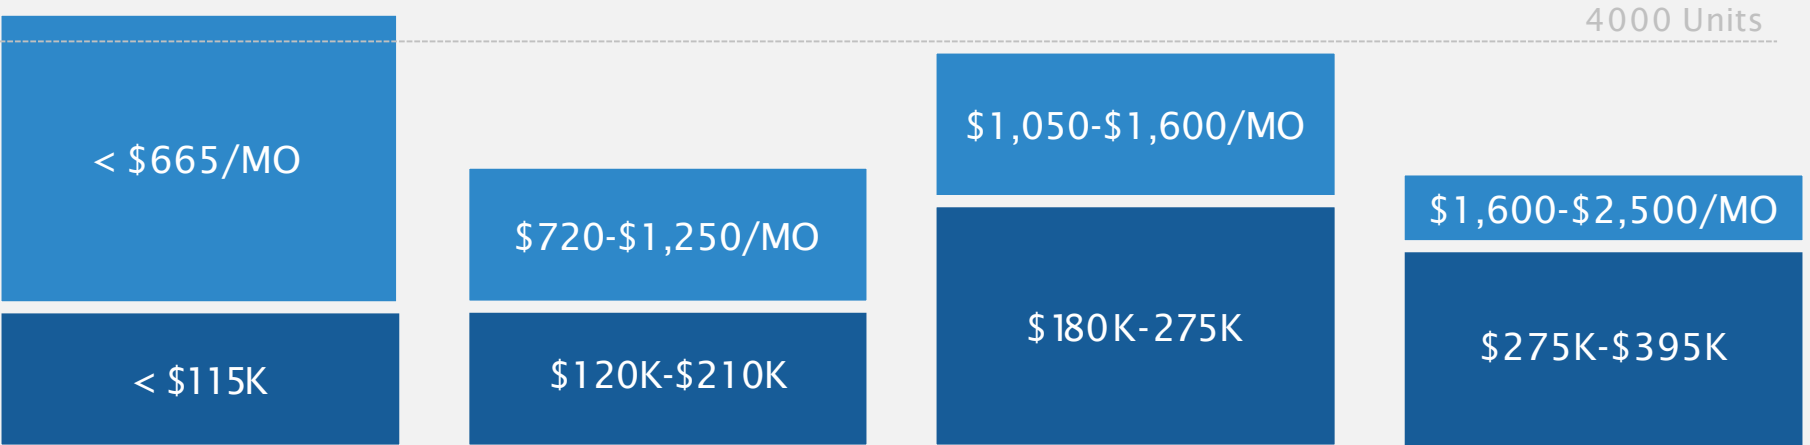 4000 Units
< $665/MO
$720-$1,250/MO
$1,050-$1,600/MO
$1,600-$2,500/MO
< $115K
$120K-$210K
$180K-275K
$275K-$395K